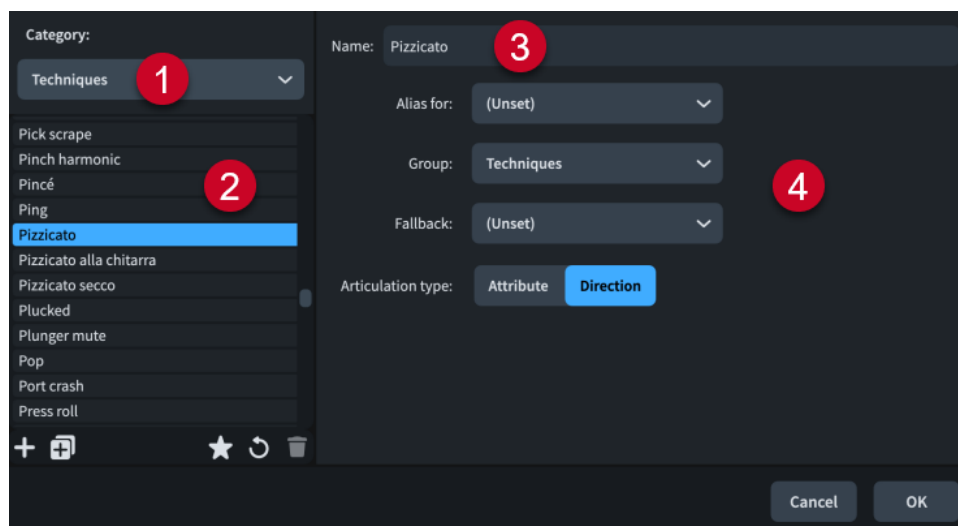 Category:
Techniques
1
Pick scrape
Pinch harmonic
Pincé
2
Ping
Pizzicato
Pizzicato alla chitarra
Pizzicato secco
Plucked
Plunger mute
Pop
Port crash
Press roll
Name: Pizzicato
3
Alias for: (Unset)
Group: Techniques
4
Fallback: (Unset)
Articulation type: Attribute Direction
Cancel OK